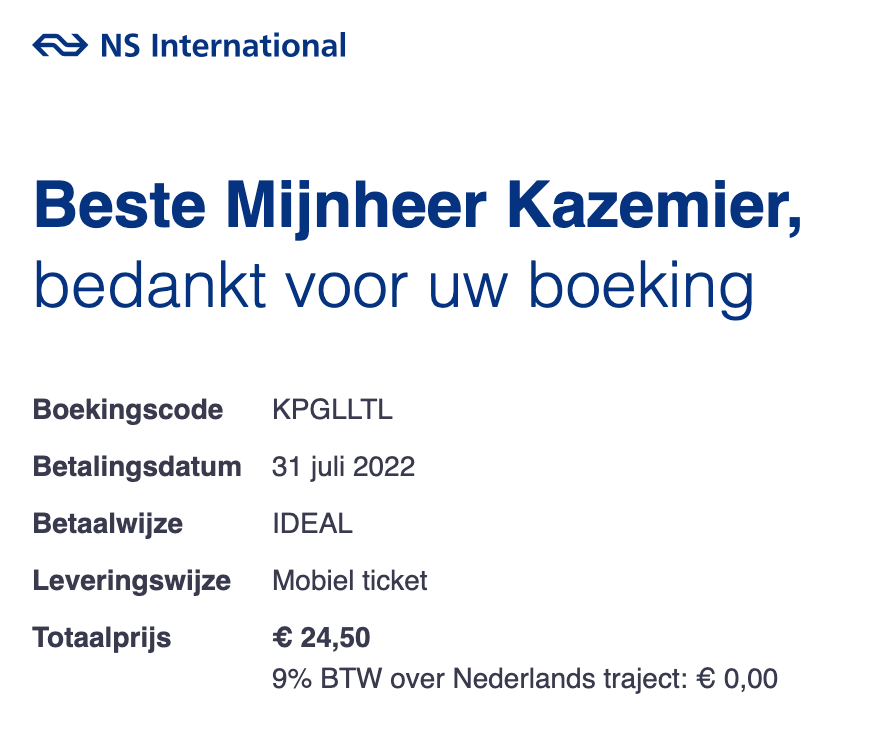 NS International
Beste Mijnheer Kazemier,
bedankt voor uw boeking
Boekingscode KPGLLTL
Betalingsdatum 31 juli 2022
Betaalwijze IDEAL
Leveringswijze Mobiel ticket
Totaalprijs € 24,50
9% BTW over Nederlands traject: € 0,00